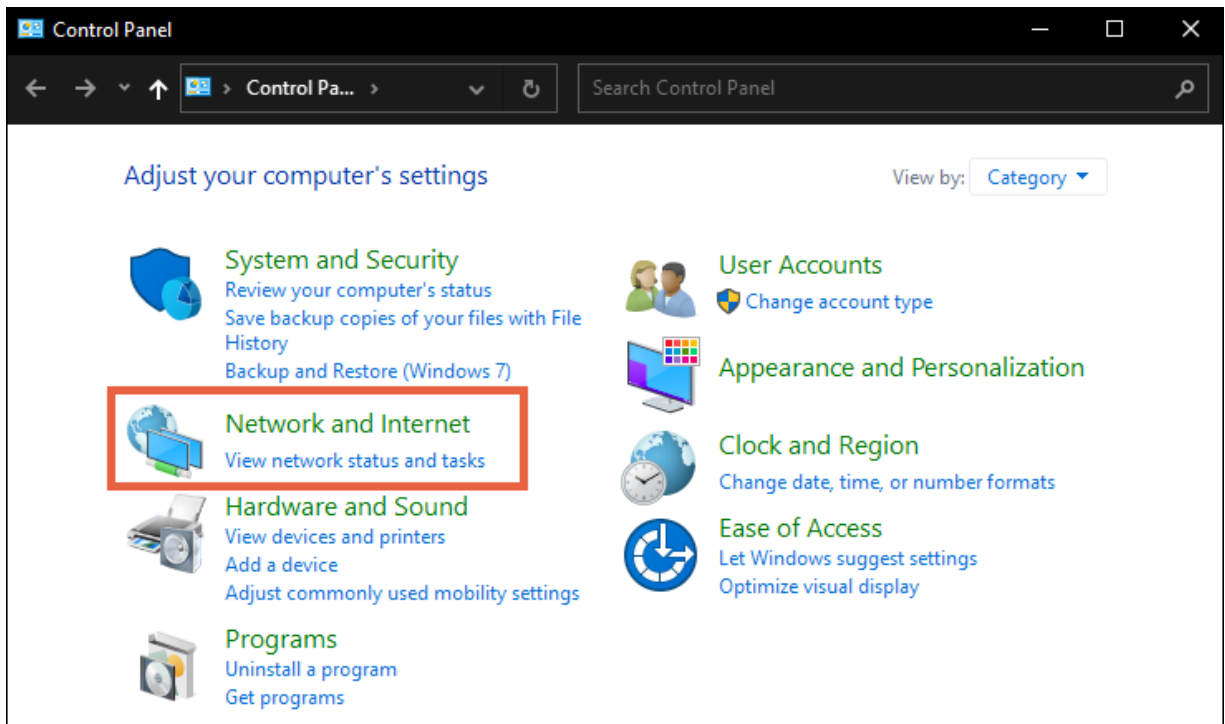 Control Panel
Control Pa...
Search Control Panel
Adjust your computer's settings
View by: Category
System and Security
Review your computer's status
Save backup copies of your files with File
History
Backup and Restore (Windows 7)
Network and Internet
View network status and tasks
Hardware and Sound
View devices and printers
Add a device
Adjust commonly used mobility settings
Programs
Uninstall a program
Get programs
User Accounts
Change account type
Appearance and Personalization
Clock and Region
Change date, time, or number formats
Ease of Access
Let Windows suggest settings
Optimize visual display